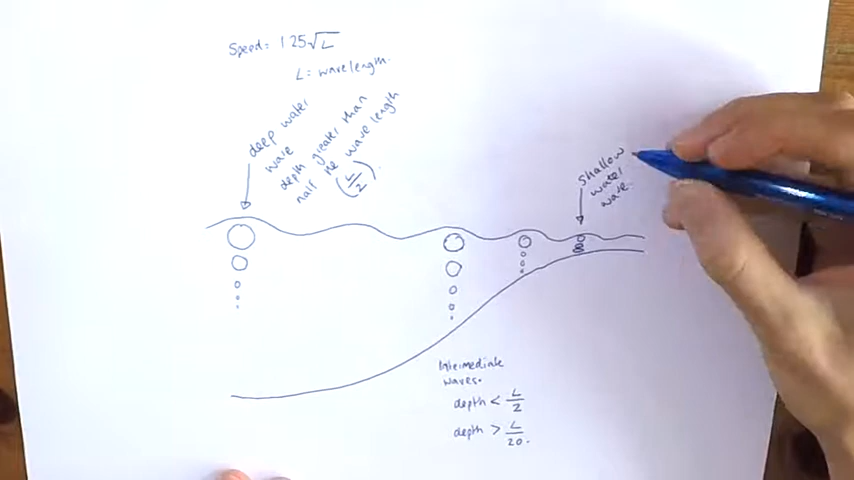 Speed: 1.25√L
L = wavelength.
deep water
wave
depth greater than
half the wave length
(L/2).
shallow
water
wave.
Intermediate
waves.
depth < L/2
depth > L/20.